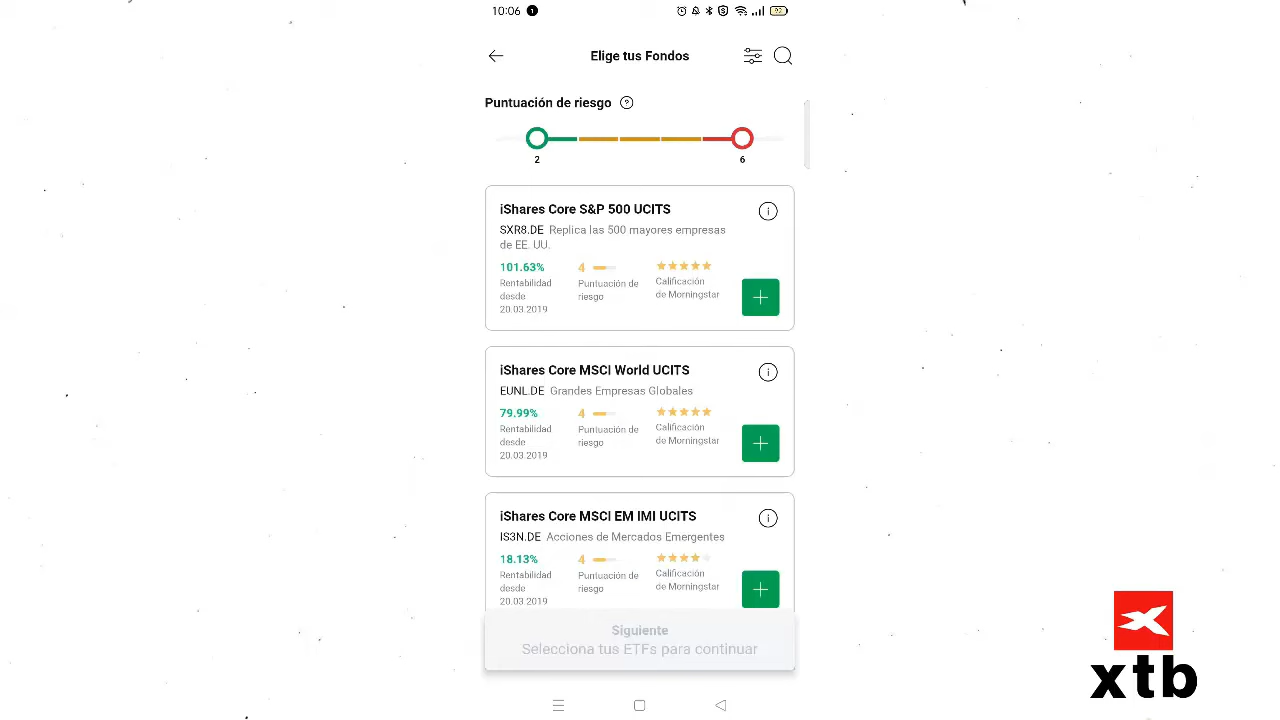 10:06 1
92
Elige tus Fondos
Puntuación de riesgo ?
2 6
iShares Core S&P 500 UCITS
SXR8.DE Replica las 500 mayores empresas
de EE. UU.
101.63% 4
Rentabilidad
desde
20.03.2019
Puntuación de
riesgo
Calificación
de Morningstar
iShares Core MSCI World UCITS
EUNL.DE Grandes Empresas Globales
79.99% 4
Rentabilidad
desde
20.03.2019
Puntuación de
riesgo
Calificación
de Morningstar
iShares Core MSCI EM IMI UCITS
IS3N.DE Acciones de Mercados Emergentes
18.13% 4
Rentabilidad
desde
20.03.2019
Puntuación de
riesgo
Calificación
de Morningstar
Siguiente
Selecciona tus ETFs para continuar
xtb